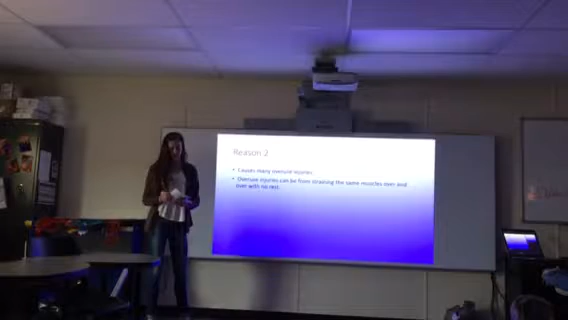 Reason 2
• Causes many overuse injuries.
• Overuse injuries can be from straining the same muscles over and
over with no rest.